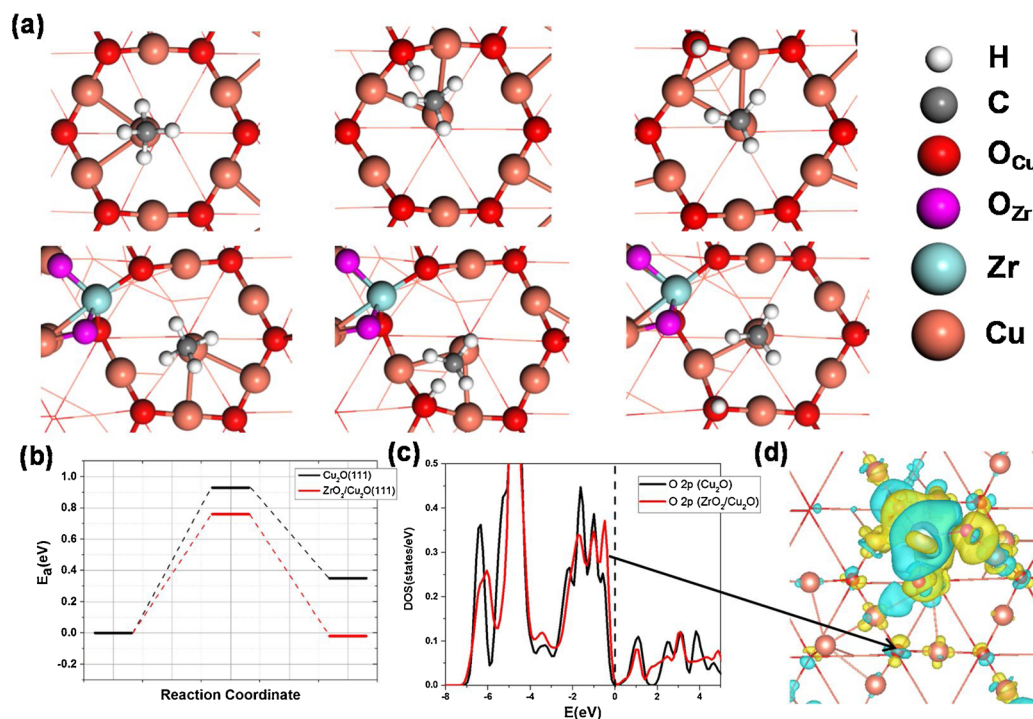 (a)
H
C
O_Cu
O_Zr
Zr
Cu
(b)
Cu₂O(111)
ZrO₂/Cu₂O(111)
1.0
0.8
0.6
0.4
0.2
0.0
-0.2
Eₐ(eV)
Reaction Coordinate
(c)
O 2p (Cu₂O)
O 2p (ZrO₂/Cu₂O)
0.5
0.4
0.3
0.2
0.1
0.0
DOS(states/eV)
-8 -6 -4 -2 0 2 4
E(eV)
(d)